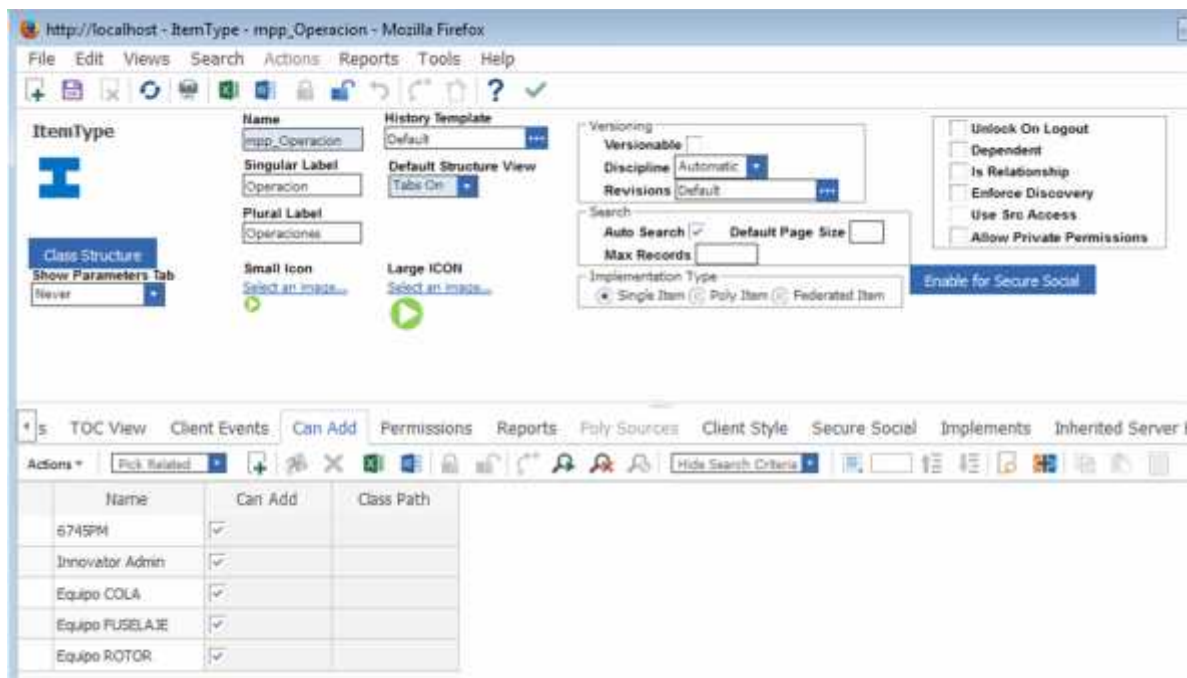 http://localhost - ItemType - mpp_Operacion - Mozilla Firefox
File Edit Views Search Actions Reports Tools Help
ItemType
Class Structure
Show Parameters Tab
Never
Name
mpp_Operacion
Singular Label
Operacion
Plural Label
Operaciones
Small Icon
Select an image...
History Template
Default
Default Structure View
Tabs On
Large ICON
Select an image...
Versioning
Versionable
Discipline Automatic
Revisions Default
Search
Auto Search Default Page Size
Max Records
Implementation Type
Single Item Poly Item Federated Item
Unlock On Logout
Dependent
Is Relationship
Enforce Discovery
Use Src Access
Allow Private Permissions
Enable for Secure Social
s TOC View Client Events Can Add Permissions Reports Poly Sources Client Style Secure Social Implements Inherited Server
Actions Pick Related Hide Search Criteria
Name Can Add Class Path
6745PM
Innovator Admin
Equipo COLA
Equipo FUSELAJE
Equipo ROTOR